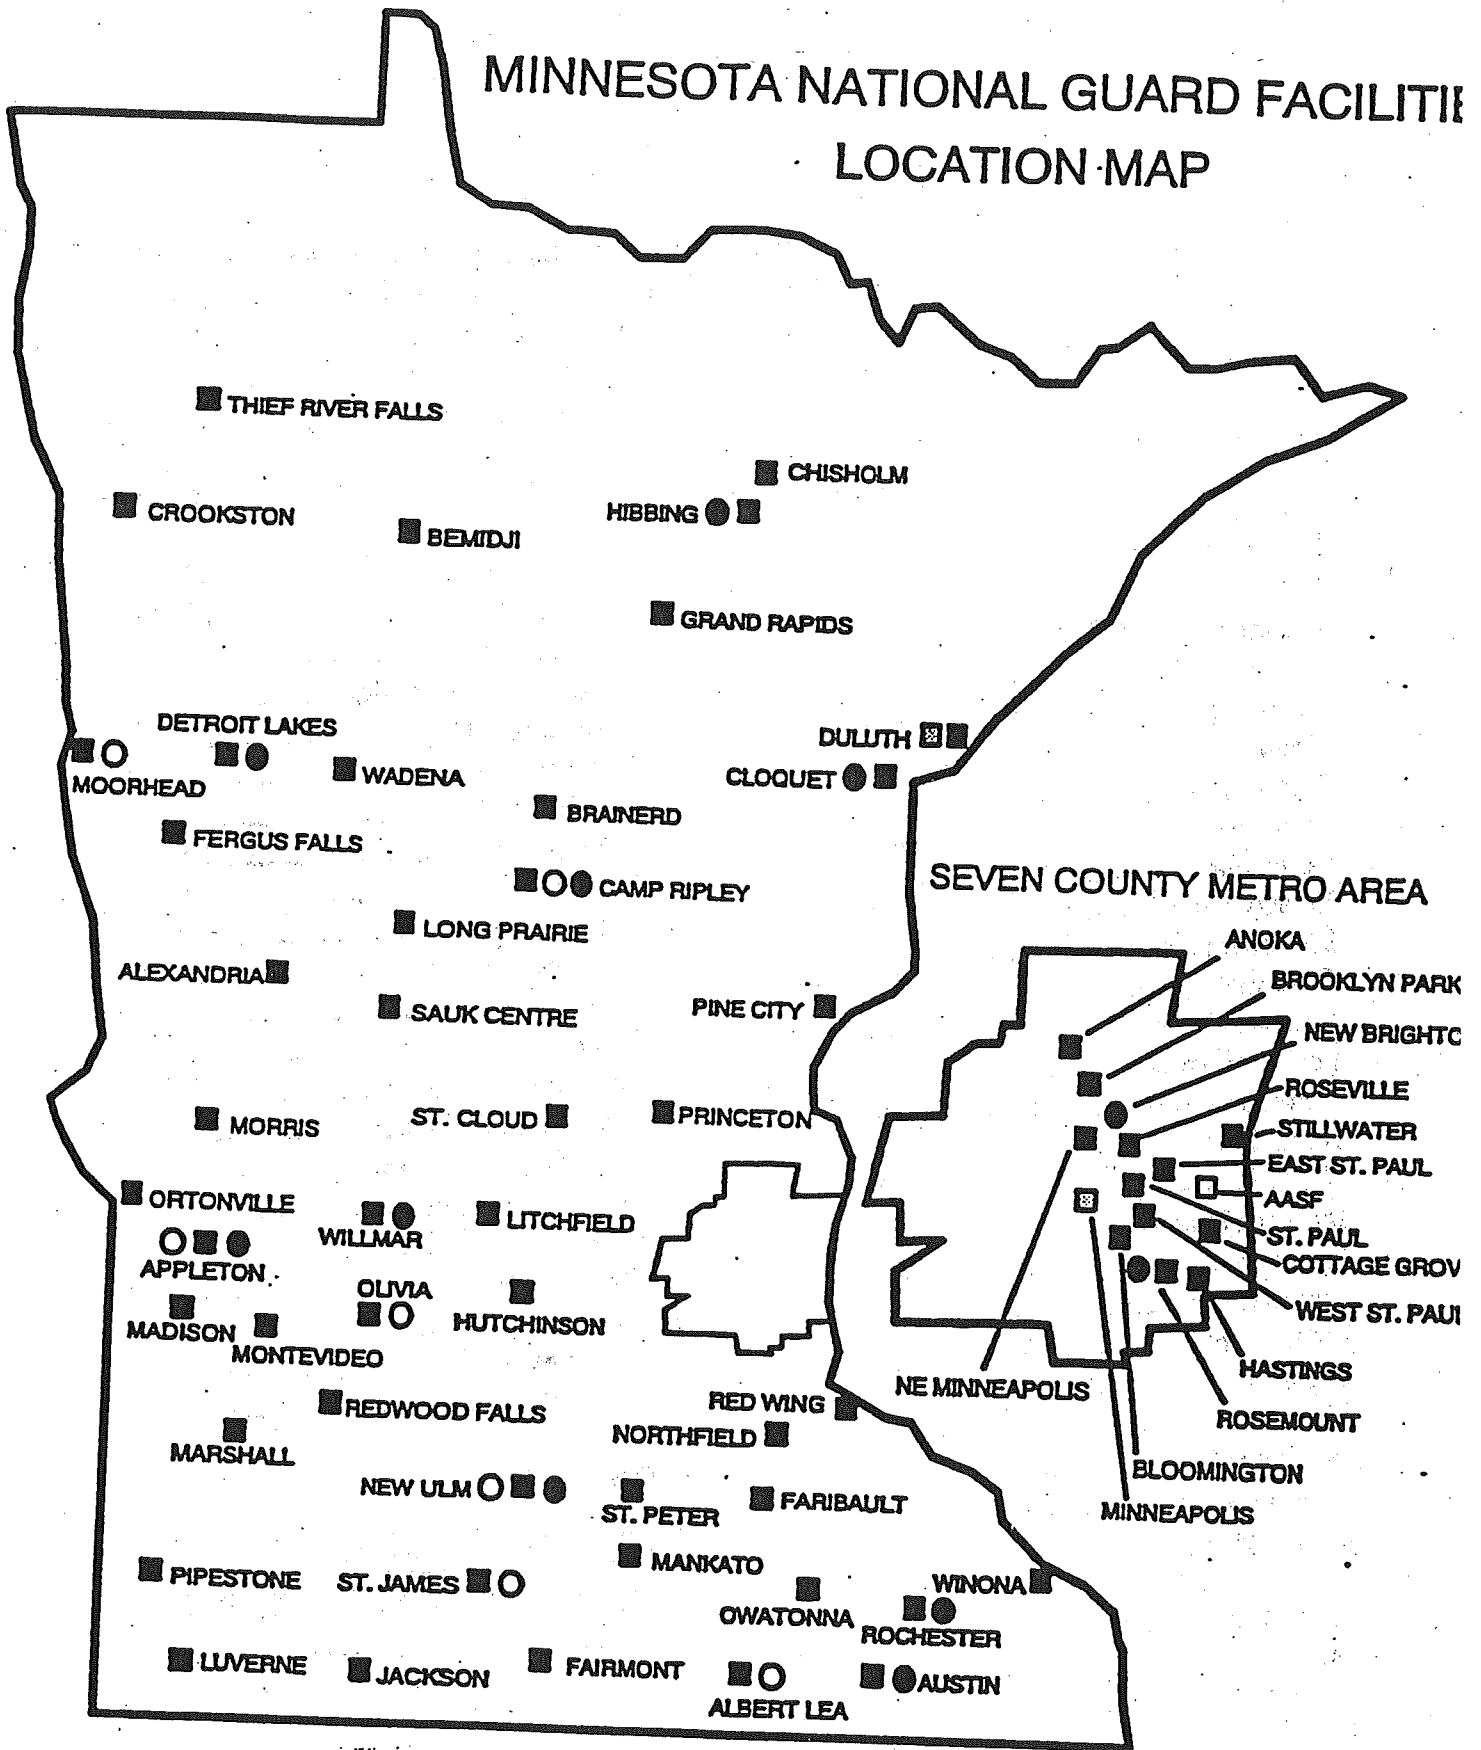 MINNESOTA NATIONAL GUARD FACILITIE
LOCATION MAP
THIEF RIVER FALLS
CHISHOLM
CROOKSTON
HIBBING
BEMIDJI
GRAND RAPIDS
DETROIT LAKES
DULUTH
MOORHEAD
WADENA
CLOQUET
BRAINERD
FERGUS FALLS
CAMP RIPLEY
LONG PRAIRIE
ALEXANDRIA
SAUK CENTRE
PINE CITY
MORRIS
ST. CLOUD
PRINCETON
ORTONVILLE
WILLMAR
LITCHFIELD
APPLETON
OLIVIA
MADISON
HUTCHINSON
MONTEVIDEO
REDWOOD FALLS
RED WING
MARSHALL
NORTHFIELD
NEW ULM
ST. PETER
FARIBAULT
PIPESTONE
ST. JAMES
MANKATO
WINONA
OWATONNA
ROCHESTER
LUVERNE
JACKSON
FAIRMONT
ALBERT LEA
AUSTIN
SEVEN COUNTY METRO AREA
ANOKA
BROOKLYN PARK
NEW BRIGHTO
ROSEVILLE
STILLWATER
EAST ST. PAUL
AASF
ST. PAUL
COTTAGE GROV
WEST ST. PAUL
HASTINGS
NE MINNEAPOLIS
ROSEMOUNT
BLOOMINGTON
MINNEAPOLIS